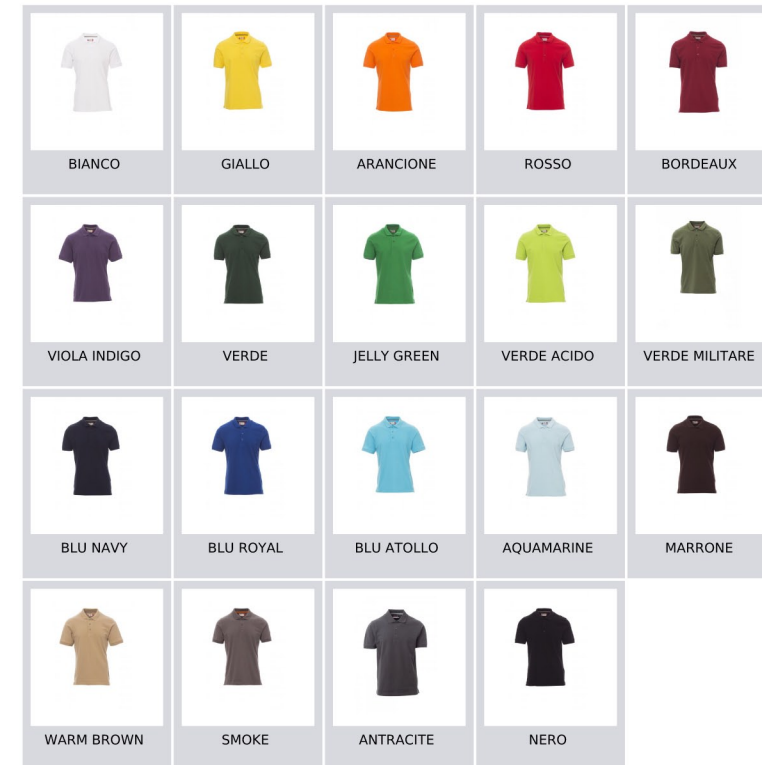 BIANCO
GIALLO
ARANCIONE
ROSSO
BORDEAUX
VIOLA INDIGO
VERDE
JELLY GREEN
VERDE ACIDO
VERDE MILITARE
BLU NAVY
BLU ROYAL
BLU ATOLLO
AQUAMARINE
MARRONE
WARM BROWN
SMOKE
ANTRACITE
NERO